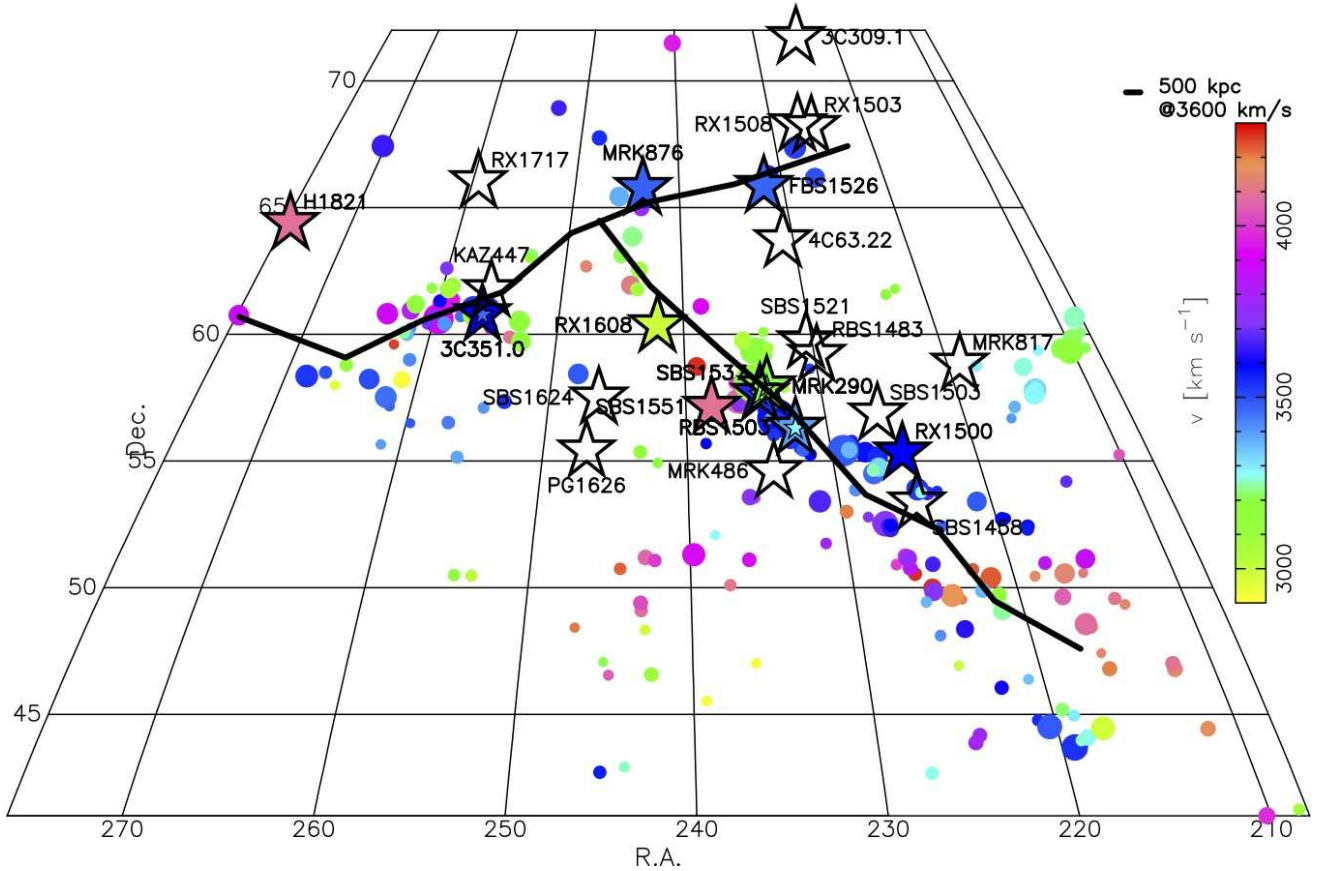 3C309.1
70
500 kpc
@3600 km/s
RX1503
RX1508
MRK876
RX1717
FBS1526
H1821
65
4C63.22
4000
KAZ447
SBS1521
RX1608
RBS1483
60
3C351.0
MRK817
SBS1537
MRK290
SBS1624
SBS1551
SBS1503
v [km s⁻¹]
3500
Dec.
RBS1503
RX1500
55
MRK486
PG1626
SBS1458
3000
50
45
270
260
250
240
230
220
210
R.A.